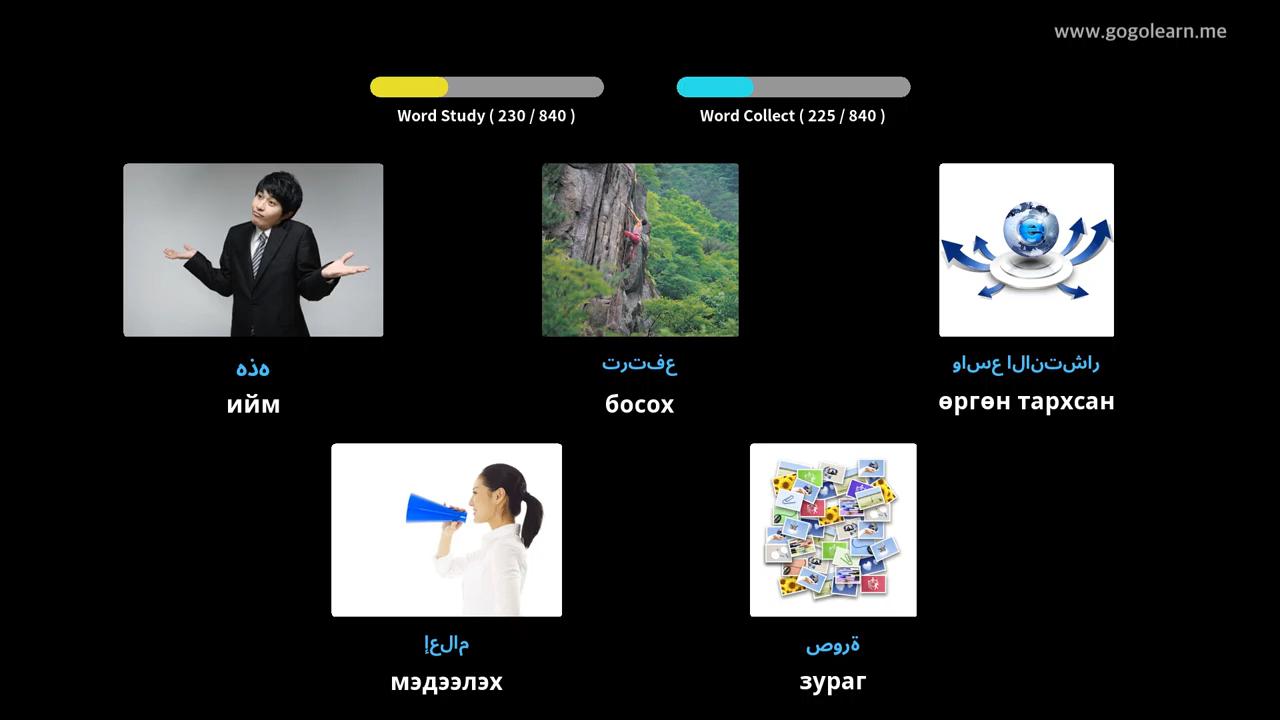 www.gogolearn.me
Word Study ( 230 / 840 )
Word Collect ( 225 / 840 )
هذه
ийм
ترتفع
босох
واسع الانتشار
өргөн тархсан
إعلام
мэдээлэх
صورة
зураг